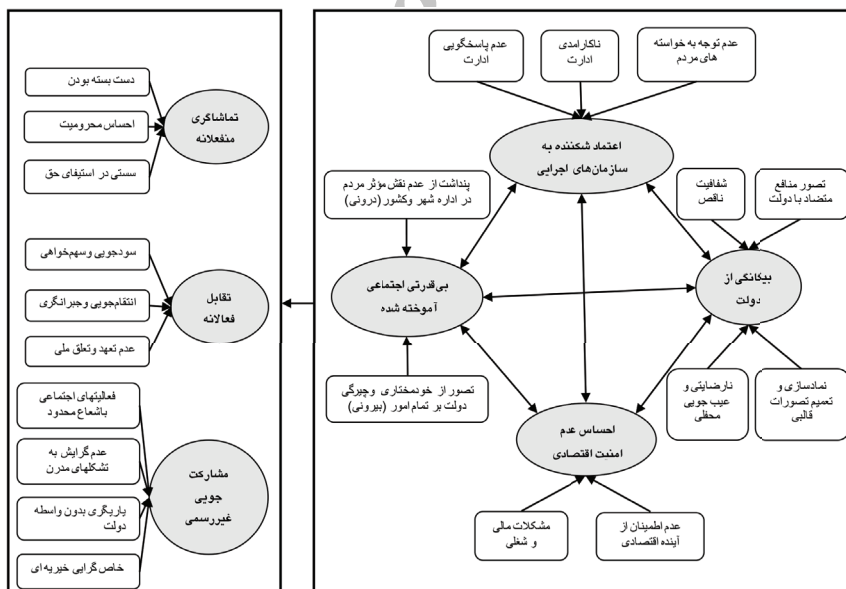 عدم توجه به خواسته
های مردم
ناکارامدی
ادارت
عدم پاسخگویی
ادارت
اعتماد شکننده به
سازمان‌های اجرایی
پنداشت از عدم نقش مؤثر مردم
در اداره شهر وکشور (درونی)
شفافیت
ناقص
تصور منافع
متضاد با دولت
بی‌قدرتی اجتماعی
آموخته شده
بیگانگی از
دولت
تصور از خودمختاری وچیرگی
دولت بر تمام امور (بیرونی)
نارضایتی و
عیب جویی
محفلی
نمادسازی و
تعمیم تصورات
قالبی
احساس عدم
امنیت اقتصادی
مشکلات مالی
و شغلی
عدم اطمینان از
آینده اقتصادی
دست بسته بودن
احساس محرومیت
سستی در استیفای حق
تماشاگری
منفعلانه
سودجویی وسهم‌خواهی
انتقام‌جویی وجبرانگری
عدم تعهد وتعلق ملی
تقابل
فعالانه
فعالیتهای اجتماعی
باشعاع محدود
عدم گرایش به
تشکلهای مدرن
یاریگری بدون واسطه
دولت
خاص گرایی خیریه ای
مشارکت
جویی
غیررسمی